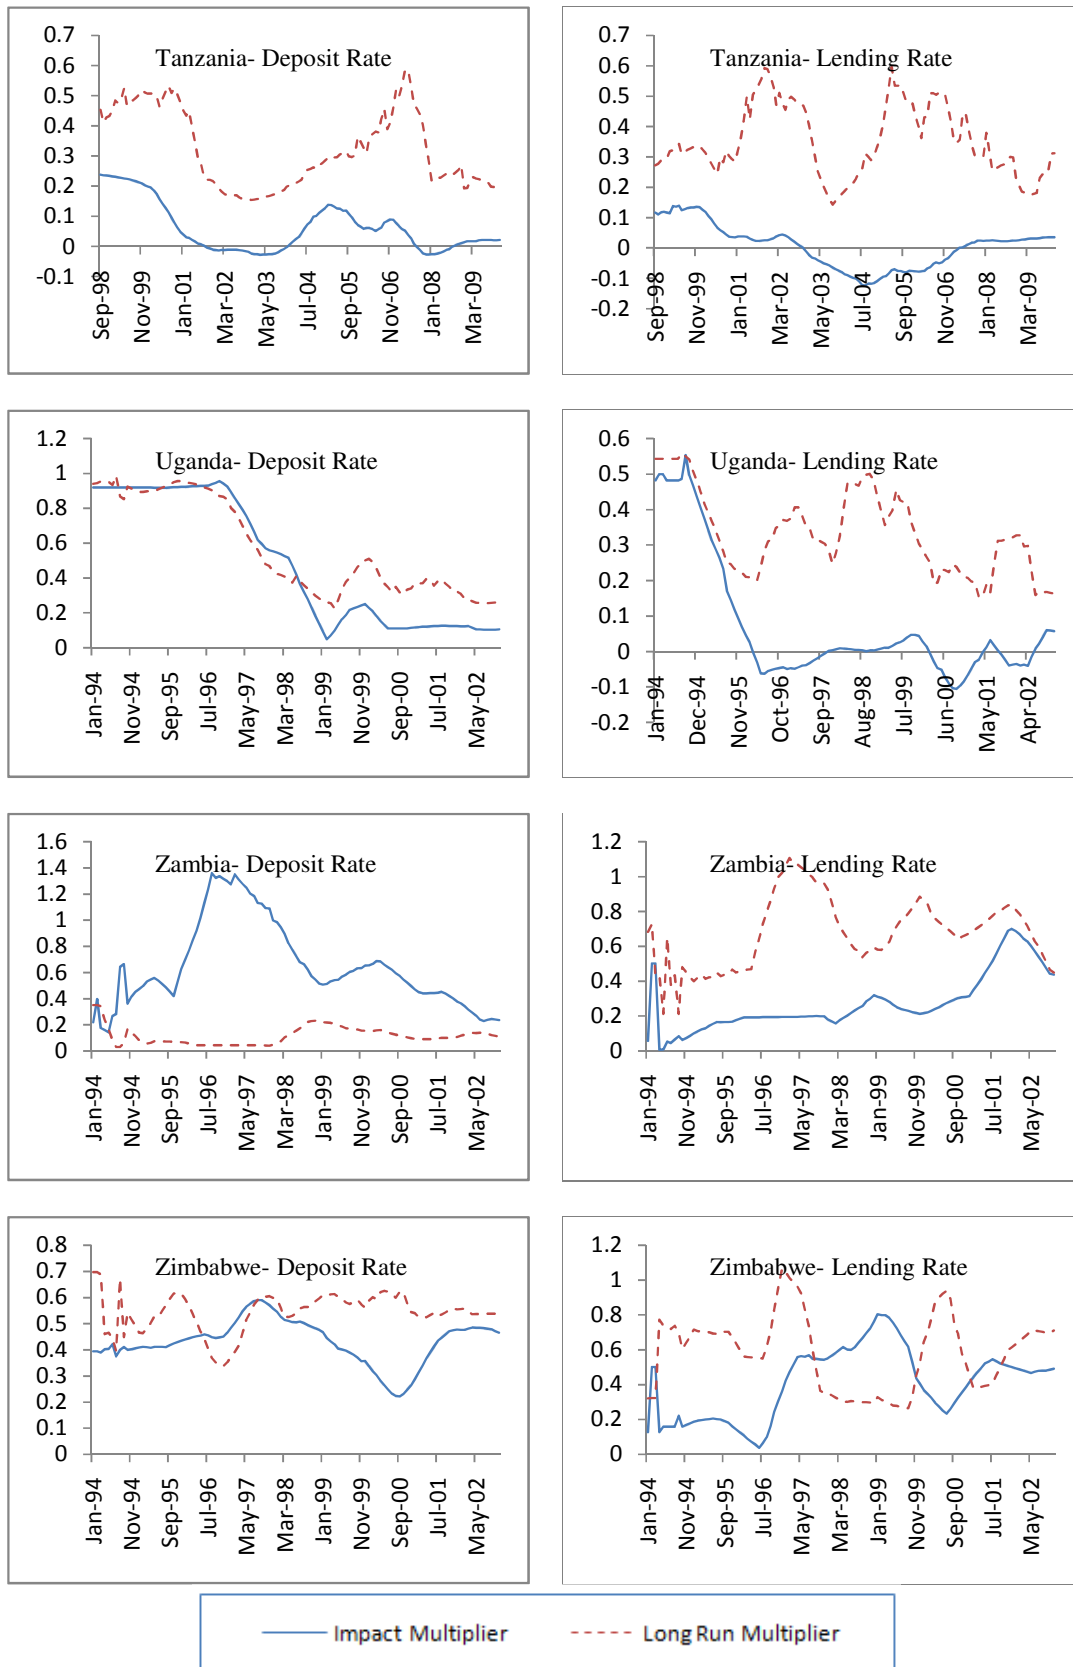 Tanzania- Deposit Rate
0.7
0.6
0.5
0.4
0.3
0.2
0.1
0
-0.1
Sep-98
Nov-99
Jan-01
Mar-02
May-03
Jul-04
Sep-05
Nov-06
Jan-08
Mar-09
Tanzania- Lending Rate
0.7
0.6
0.5
0.4
0.3
0.2
0.1
0
-0.1
-0.2
Sep-98
Nov-99
Jan-01
Mar-02
May-03
Jul-04
Sep-05
Nov-06
Jan-08
Mar-09
Uganda- Deposit Rate
1.2
1
0.8
0.6
0.4
0.2
0
Jan-94
Nov-94
Sep-95
Jul-96
May-97
Mar-98
Jan-99
Nov-99
Sep-00
Jul-01
May-02
Uganda- Lending Rate
0.6
0.5
0.4
0.3
0.2
0.1
0
-0.1
-0.2
Jan-94
Dec-94
Nov-95
Oct-96
Sep-97
Aug-98
Jul-99
Jun-00
May-01
Apr-02
Zambia- Deposit Rate
1.6
1.4
1.2
1
0.8
0.6
0.4
0.2
0
Jan-94
Nov-94
Sep-95
Jul-96
May-97
Mar-98
Jan-99
Nov-99
Sep-00
Jul-01
May-02
Zambia- Lending Rate
1.2
1
0.8
0.6
0.4
0.2
0
Jan-94
Nov-94
Sep-95
Jul-96
May-97
Mar-98
Jan-99
Nov-99
Sep-00
Jul-01
May-02
Zimbabwe- Deposit Rate
0.8
0.7
0.6
0.5
0.4
0.3
0.2
0.1
0
Jan-94
Nov-94
Sep-95
Jul-96
May-97
Mar-98
Jan-99
Nov-99
Sep-00
Jul-01
May-02
Zimbabwe- Lending Rate
1.2
1
0.8
0.6
0.4
0.2
0
Jan-94
Nov-94
Sep-95
Jul-96
May-97
Mar-98
Jan-99
Nov-99
Sep-00
Jul-01
May-02
Impact Multiplier
Long Run Multiplier